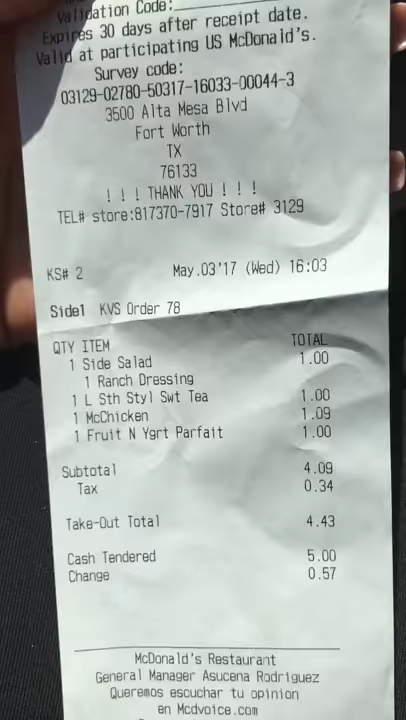 Validation Code:
Expires 30 days after receipt date.
Valid at participating US McDonald's.
Survey code:
03129-02780-50317-16033-00044-3
3500 Alta Mesa Blvd
Fort Worth
TX
76133
! ! ! THANK YOU ! ! !
TEL# store:817370-7917 Store# 3129
KS# 2 May.03'17 (Wed) 16:03
Side1 KVS Order 78
QTY ITEM TOTAL
1 Side Salad 1.00
1 Ranch Dressing
1 L Sth Styl Swt Tea 1.00
1 McChicken 1.09
1 Fruit N Ygrt Parfait 1.00
Subtotal 4.09
Tax 0.34
Take-Out Total 4.43
Cash Tendered 5.00
Change 0.57
McDonald's Restaurant
General Manager Asucena Rodriguez
Queremos escuchar tu opinion
en Mcdvoice.com